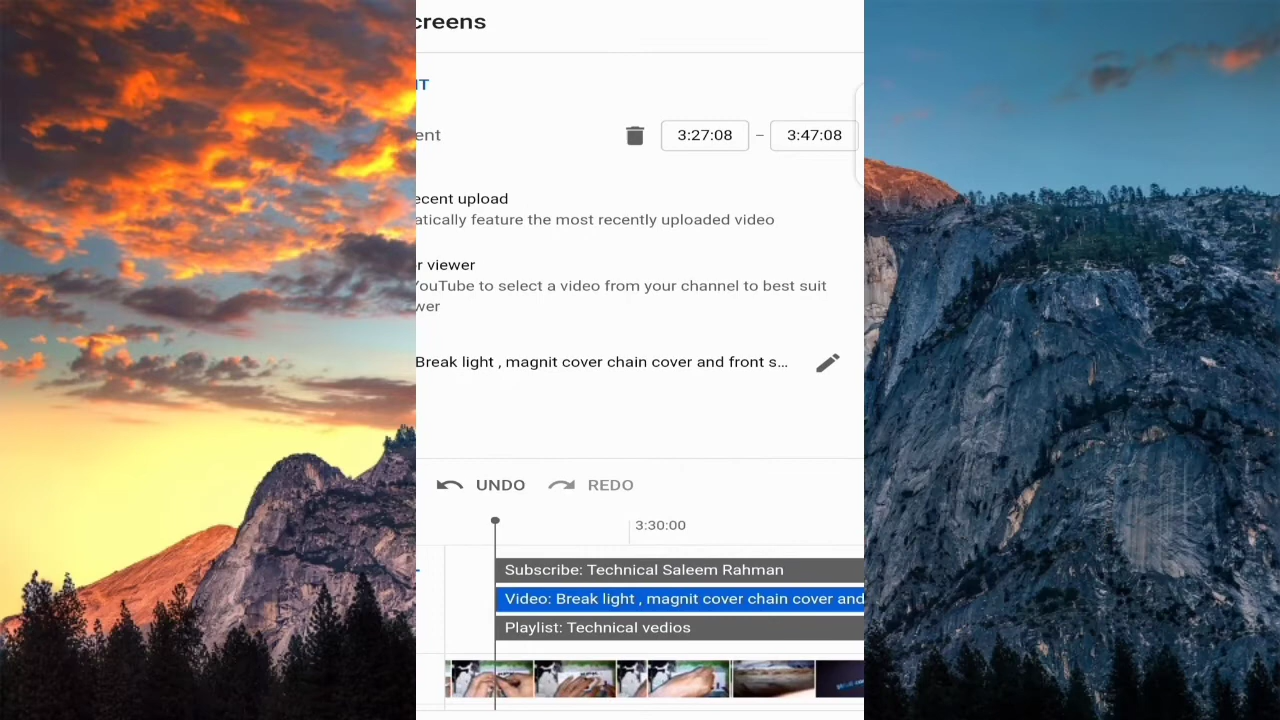 creens
IT
ent
3:27:08 – 3:47:08
ecent upload
atically feature the most recently uploaded video
r viewer
YouTube to select a video from your channel to best suit
wer
Break light , magnit cover chain cover and front s...
UNDO REDO
3:30:00
Subscribe: Technical Saleem Rahman
Video: Break light , magnit cover chain cover and
Playlist: Technical vedios